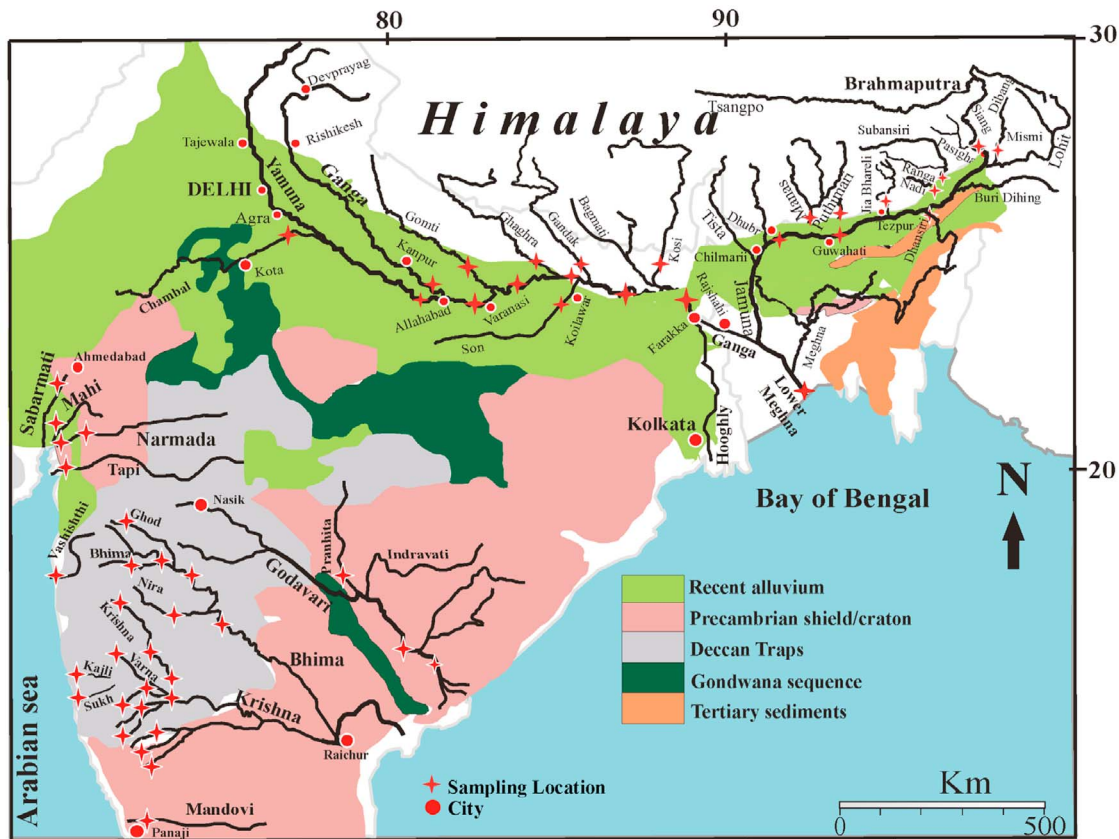 80
90
30
Devprayag
Brahmaputra
Tsangpo
Himalaya
Siang
Dibang
Mismi
Subansiri
Pasighat
Lohit
Tajewala
Rishikesh
DELHI
Yamuna
Ganga
Ranga
Nadi
Jia Bhareli
Puthimari
Manas
Buri Dihing
Agra
Gomti
Ghaghra
Gandak
Bagmati
Kosi
Tista
Dhubri
Tezpur
Guwahati
Dhansiri
Kanpur
Chilmarii
Kota
Chambal
Allahabad
Varanasi
Koilawar
Son
Rajshahi
Farakka
Jamuna
Ganga
Meghna
Lower
Meghna
Ahmedabad
Sabarmati
Mahi
Narmada
Kolkata
Hooghly
Tapi
20
N
Bay of Bengal
Nasik
Vashishthi
Ghod
Pranhita
Indravati
Bhima
Godavari
Nira
Krishna
Bhima
Kajli
Varna
Sukh
Krishna
Raichur
Arabian sea
Mandovi
Panaji
Recent alluvium
Precambrian shield/craton
Deccan Traps
Gondwana sequence
Tertiary sediments
Sampling Location
City
Km
0
500